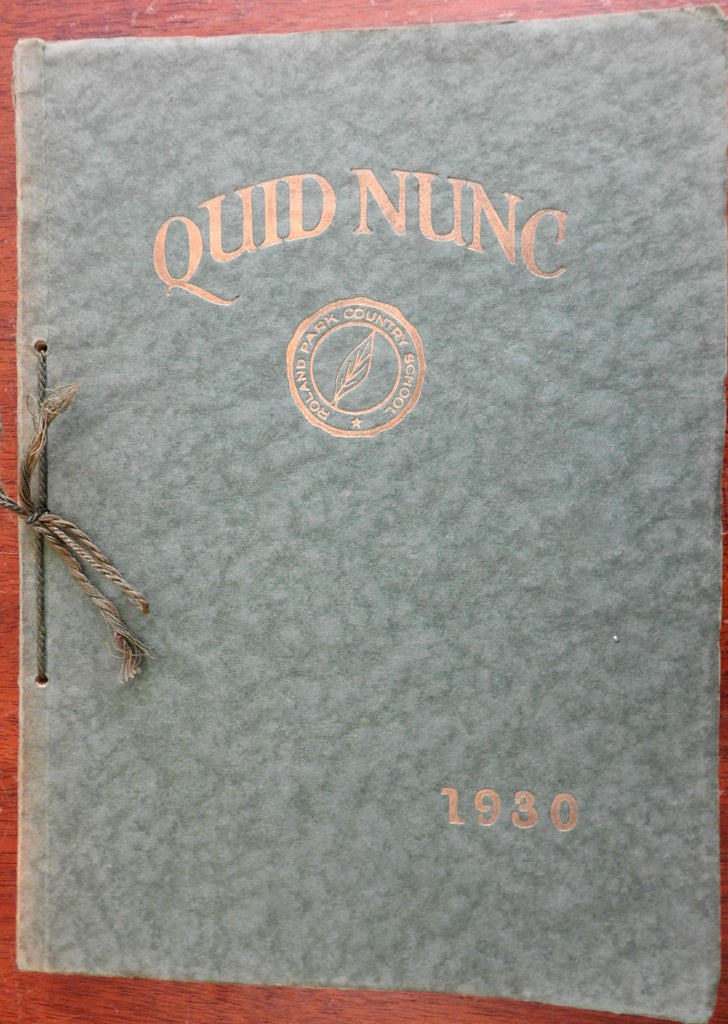 QUID NUNC
ROLAND PARK COUNTRY SCHOOL
1930